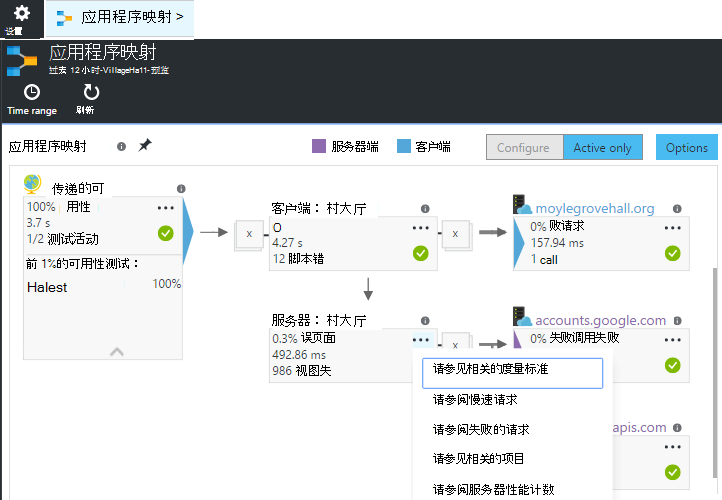 设置
应用程序映射 >
应用程序映射
过去 12 小时-VillageHa11-预览
Time range
刷新
应用程序映射
服务器端
客户端
Configure
Active only
Options
传递的可
100% 用性
3.7 s
1/2 测试活动
前 1%的可用性测试：
Halest
100%
x
客户端： 村大厅
O
4.27 s
12 脚本错
x
moylegrovehall.org
0% 败请求
157.94 ms
1 call
服务器： 村大厅
0.3% 误页面
492.86 ms
986 视图失
x
accounts.google.com
0% 失败调用失败
请参见相关的度量标准
请参阅慢速请求
请参阅失败的请求
请参见相关的项目
请参阅服务器性能计数
apis.com